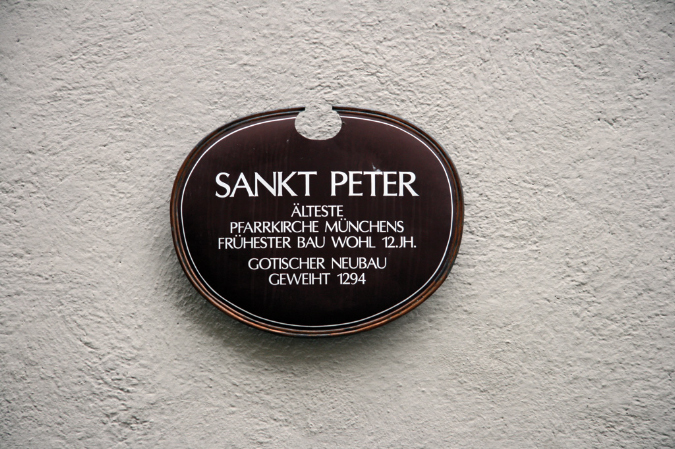 SANKT PETER
ÄLTESTE
PFARRKIRCHE MÜNCHENS
FRÜHESTER BAU WOHL 12.JH.
GOTISCHER NEUBAU
GEWEIHT 1294